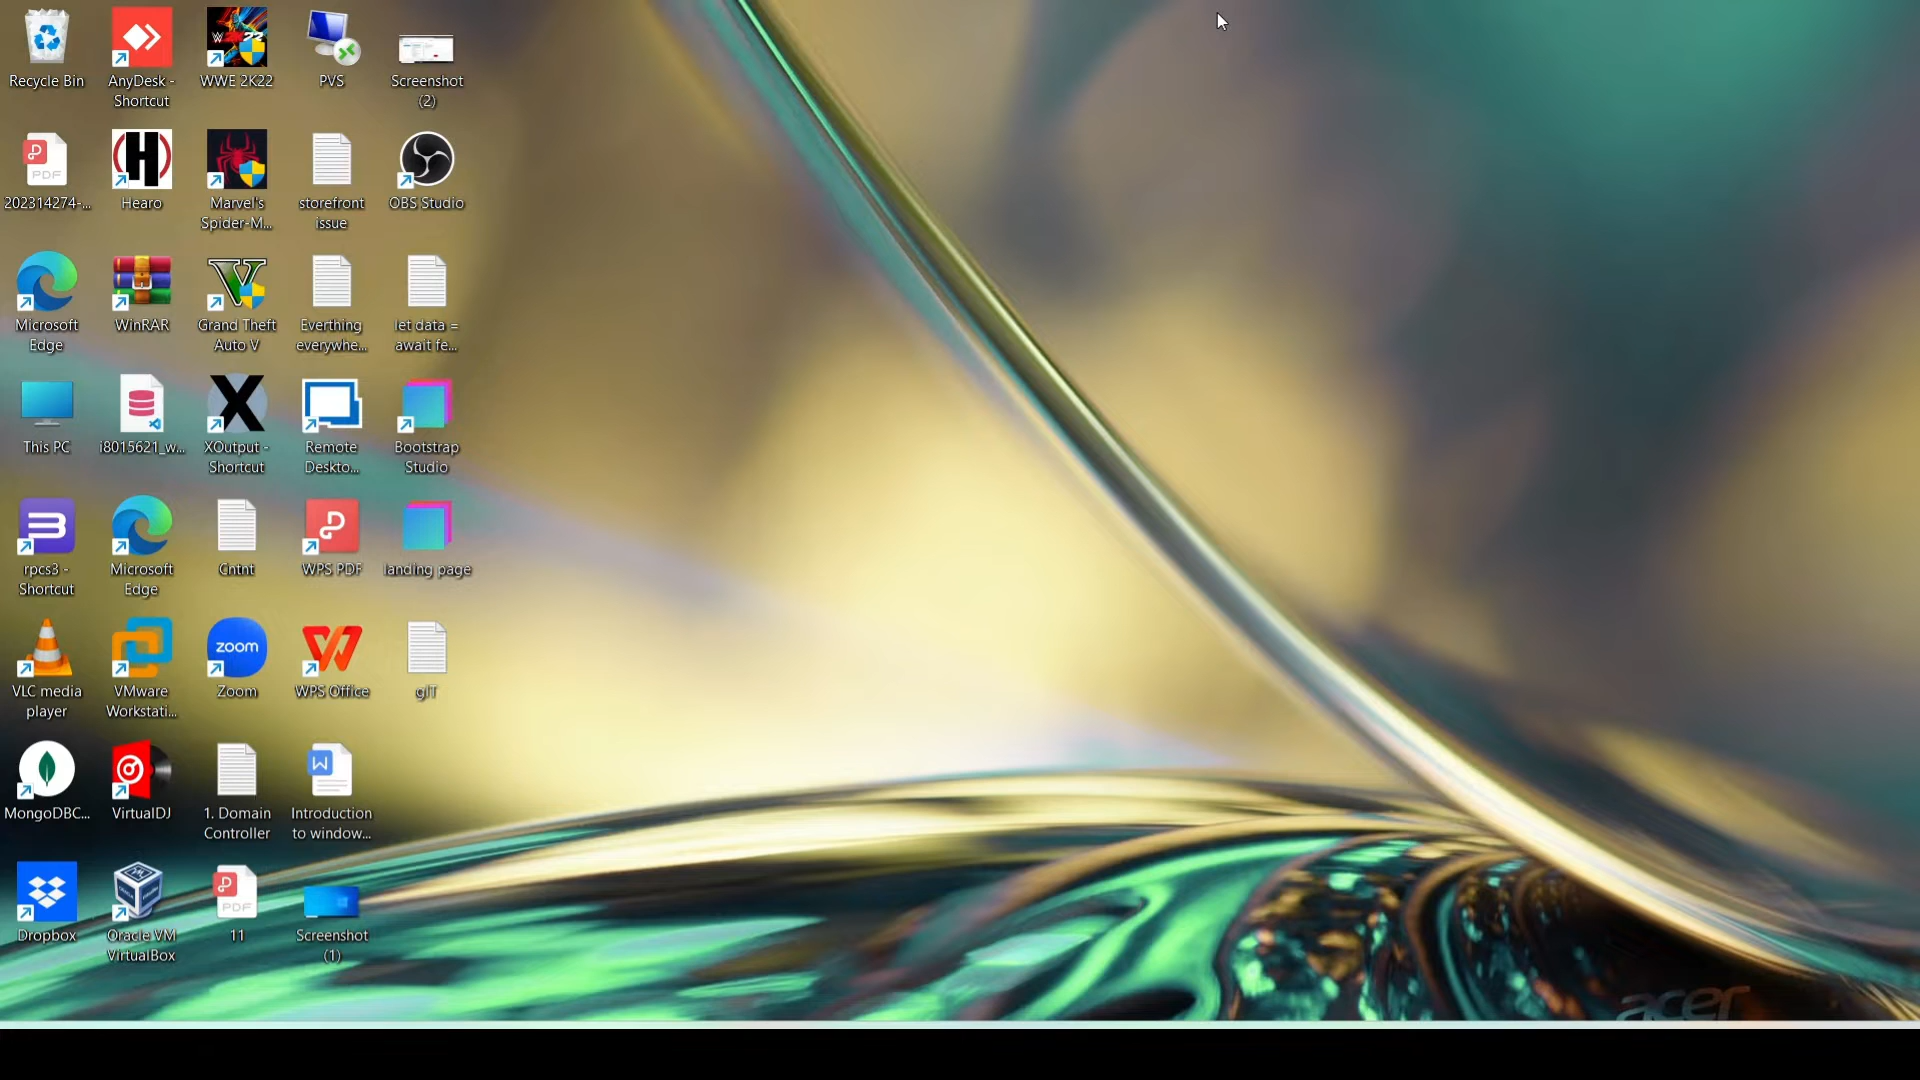 Recycle Bin
AnyDesk -
Shortcut
WWE 2K22
PVS
Screenshot
(2)
202314274-...
Hearo
Marvel's
Spider-M...
storefront
issue
OBS Studio
Microsoft
Edge
WinRAR
Grand Theft
Auto V
Everthing
everywhe...
let data =
await fe...
This PC
i8015621_w...
XOutput -
Shortcut
Remote
Deskto...
Bootstrap
Studio
rpcs3 -
Shortcut
Microsoft
Edge
Cntnt
WPS PDF
landing page
VLC media
player
VMware
Workstati...
zoom
Zoom
WPS Office
gIT
MongoDBC...
VirtualDJ
1. Domain
Controller
Introduction
to window...
Dropbox
Oracle VM
VirtualBox
PDF
11
Screenshot
(1)
acer